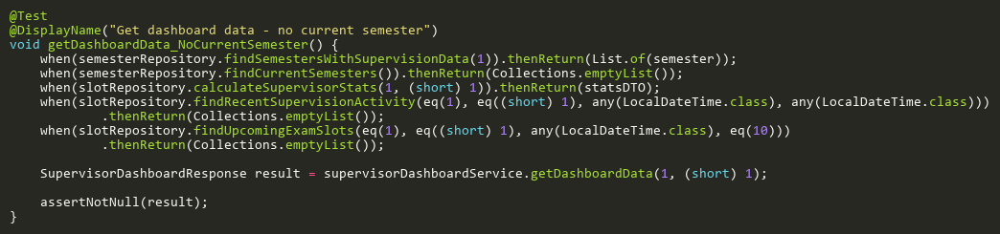 @Test
@DisplayName("Get dashboard data - no current semester")
void getDashboardData_NoCurrentSemester() {
    when(semesterRepository.findSemestersWithSupervisionData(1)).thenReturn(List.of(semester));
    when(semesterRepository.findCurrentSemesters()).thenReturn(Collections.emptyList());
    when(slotRepository.calculateSupervisorStats(1, (short) 1)).thenReturn(statsDTO);
    when(slotRepository.findRecentSupervisionActivity(eq(1), eq((short) 1), any(LocalDateTime.class), any(LocalDateTime.class)))
            .thenReturn(Collections.emptyList());
    when(slotRepository.findUpcomingExamSlots(eq(1), eq((short) 1), any(LocalDateTime.class), eq(10)))
            .thenReturn(Collections.emptyList());

    SupervisorDashboardResponse result = supervisorDashboardService.getDashboardData(1, (short) 1);

    assertNotNull(result);
}